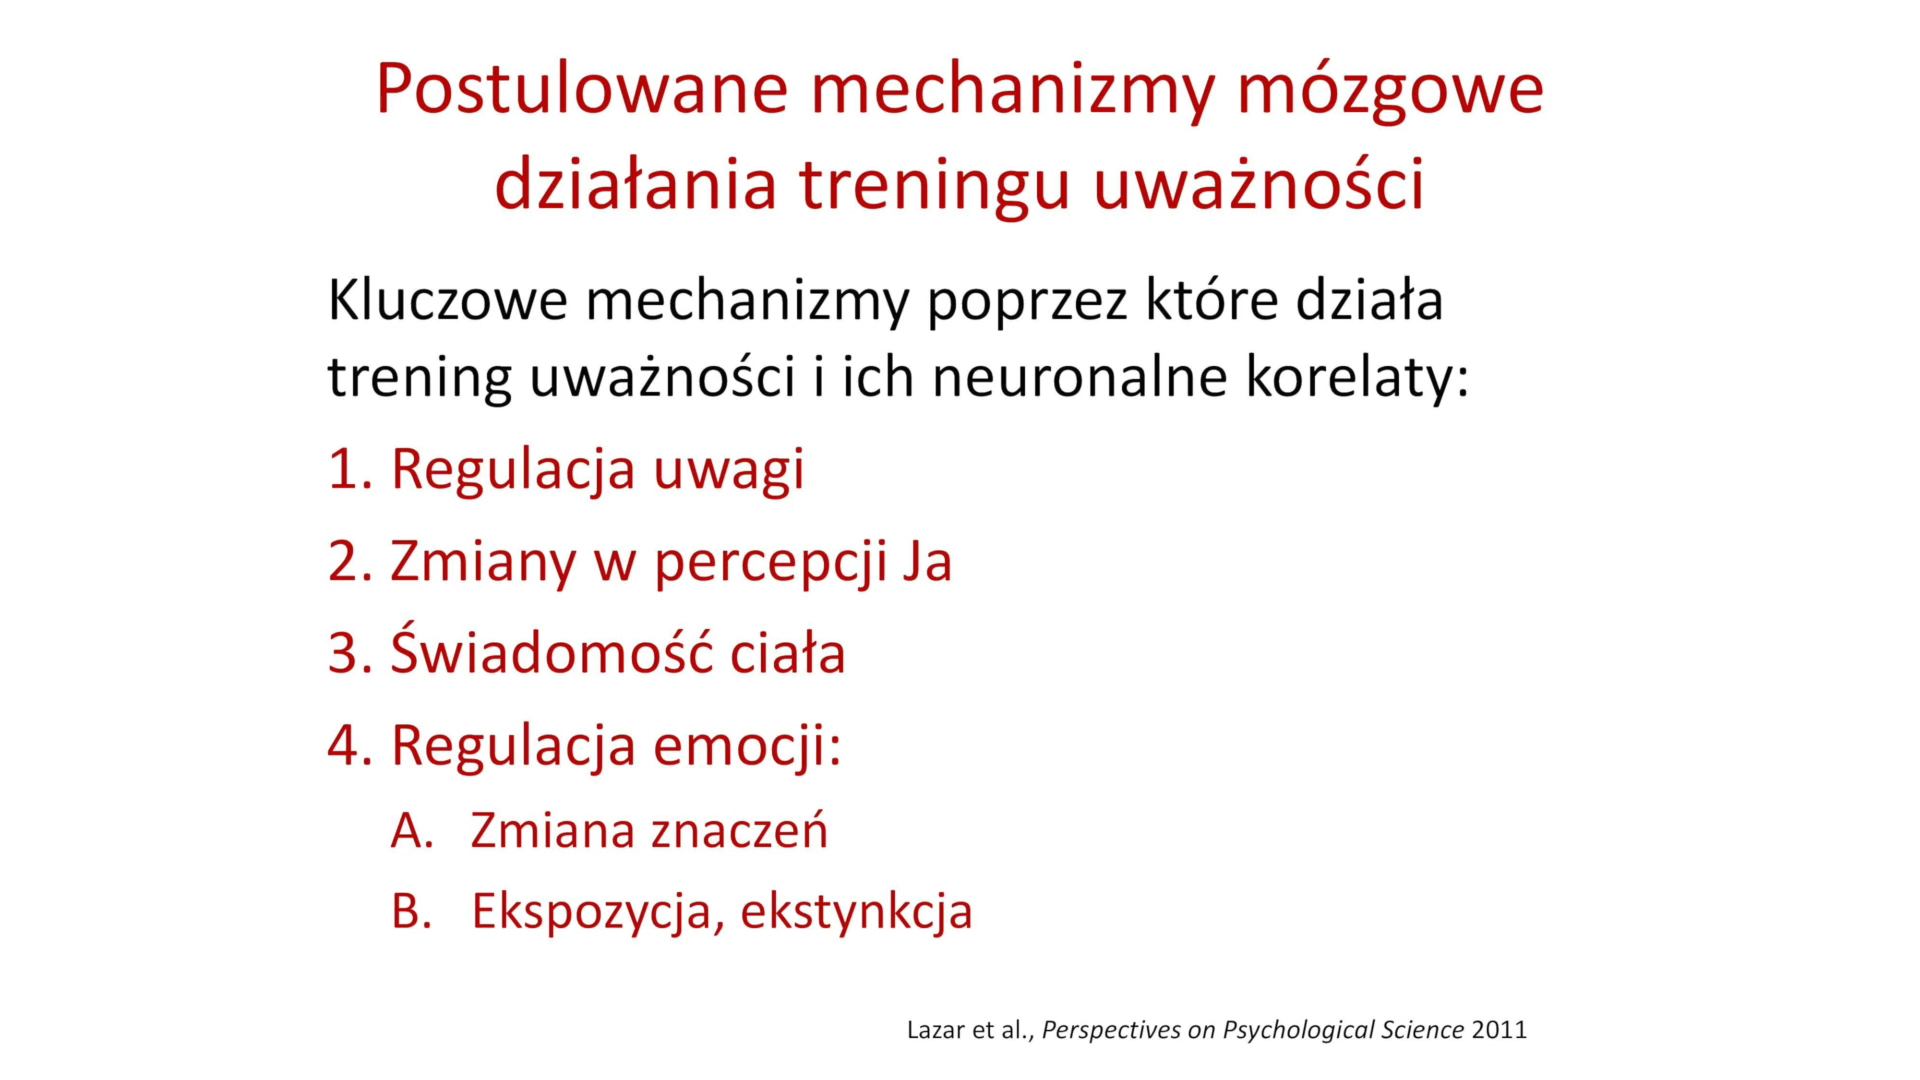 Postulowane mechanizmy mózgowe
działania treningu uważności
Kluczowe mechanizmy poprzez które działa
trening uważności i ich neuronalne korelaty:
1. Regulacja uwagi
2. Zmiany w percepcji Ja
3. Świadomość ciała
4. Regulacja emocji:
A. Zmiana znaczeń
B. Ekspozycja, ekstynkcja
Lazar et al., Perspectives on Psychological Science 2011